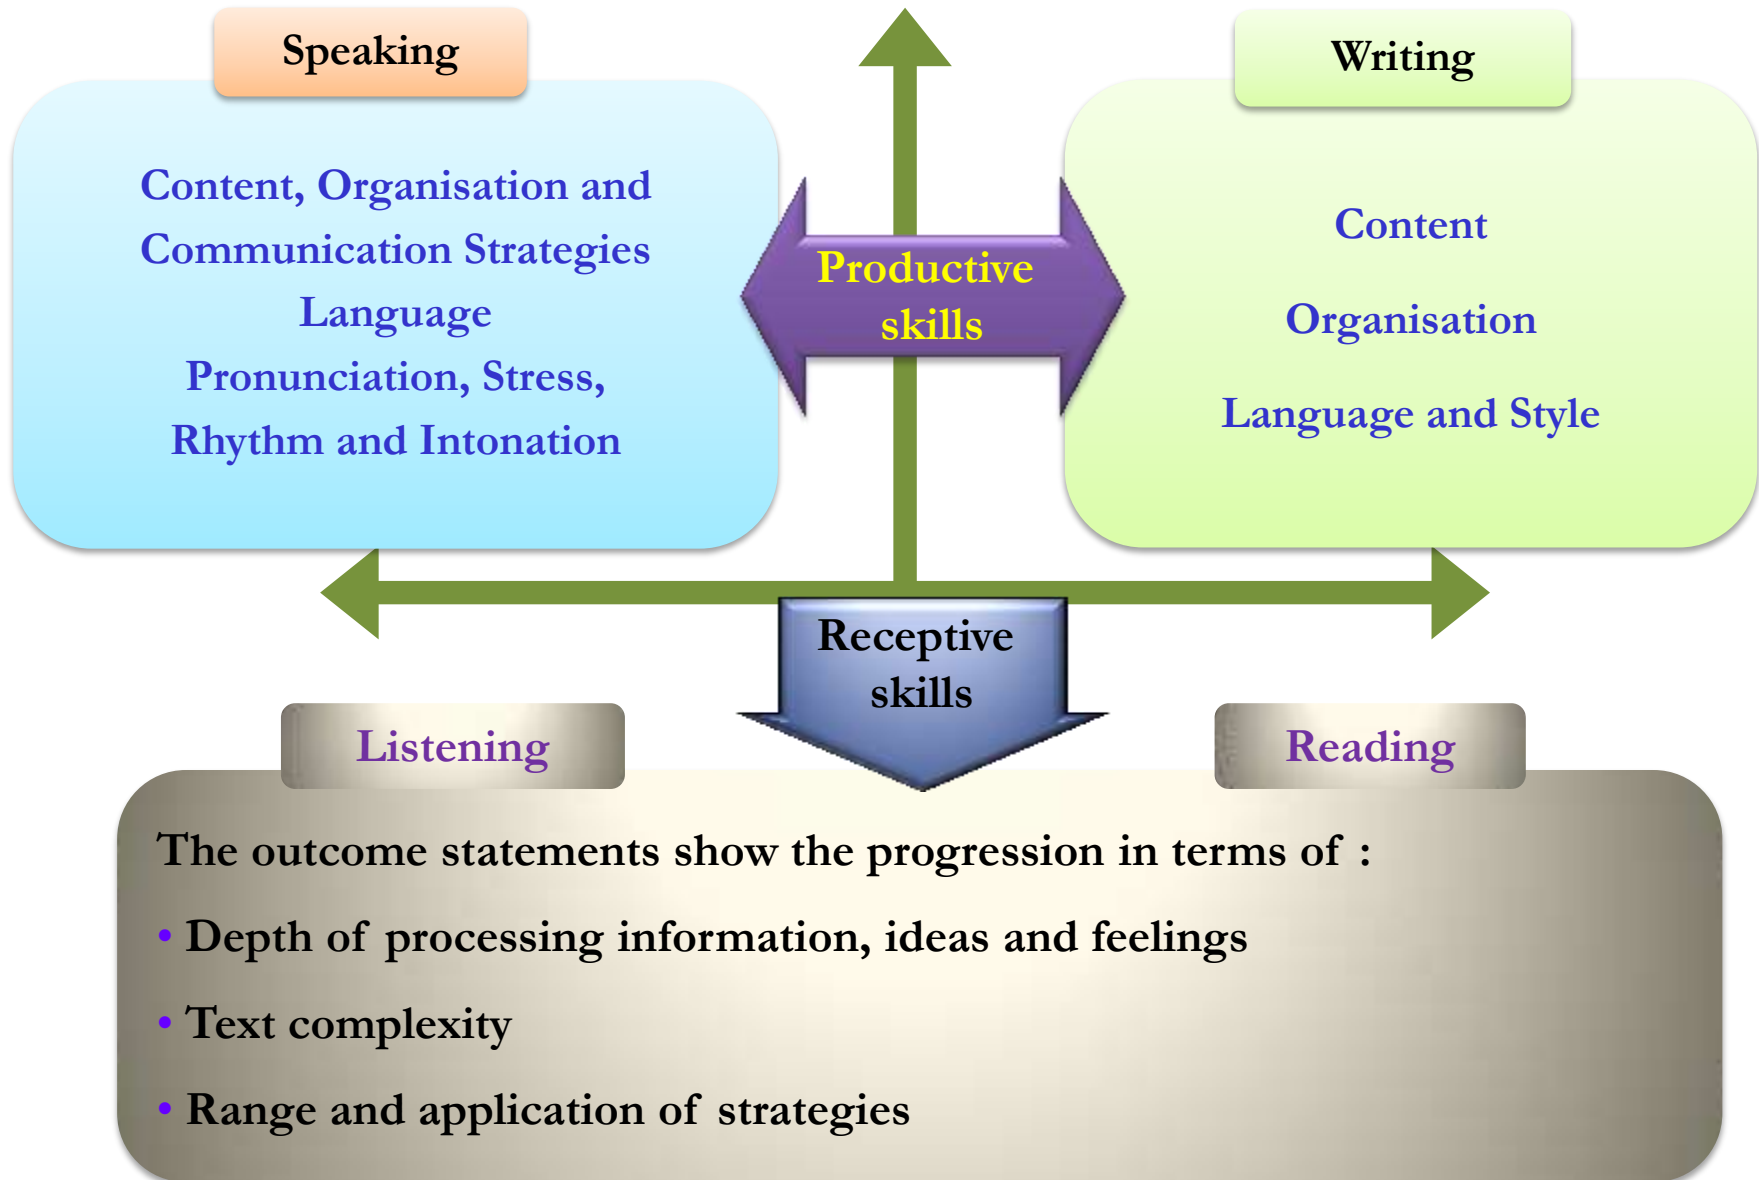 Speaking
Content, Organisation and
Communication Strategies
Language
Pronunciation, Stress,
Rhythm and Intonation
Productive
skills
Writing
Content
Organisation
Language and Style
Receptive
skills
Listening
Reading
The outcome statements show the progression in terms of :
• Depth of processing information, ideas and feelings
• Text complexity
• Range and application of strategies